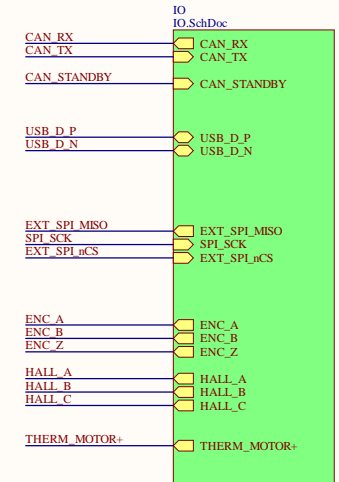 IO
IO.SchDoc
CAN_RX CAN_RX
CAN_TX CAN_TX
CAN_STANDBY CAN_STANDBY
USB_D_P USB_D_P
USB_D_N USB_D_N
EXT_SPI_MISO EXT_SPI_MISO
SPI_SCK SPI_SCK
EXT_SPI_nCS EXT_SPI_nCS
ENC_A ENC_A
ENC_B ENC_B
ENC_Z ENC_Z
HALL_A HALL_A
HALL_B HALL_B
HALL_C HALL_C
THERM_MOTOR+ THERM_MOTOR+